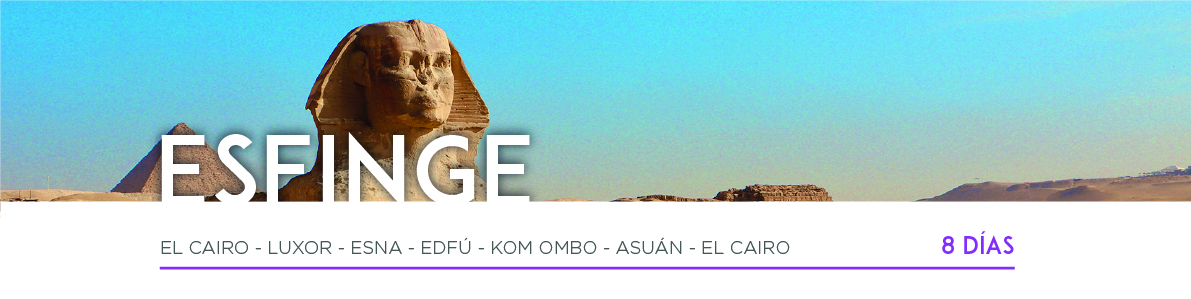 ESFINGE
EL CAIRO - LUXOR - ESNA - EDFÚ - KOM OMBO - ASUÁN - EL CAIRO
8 DÍAS